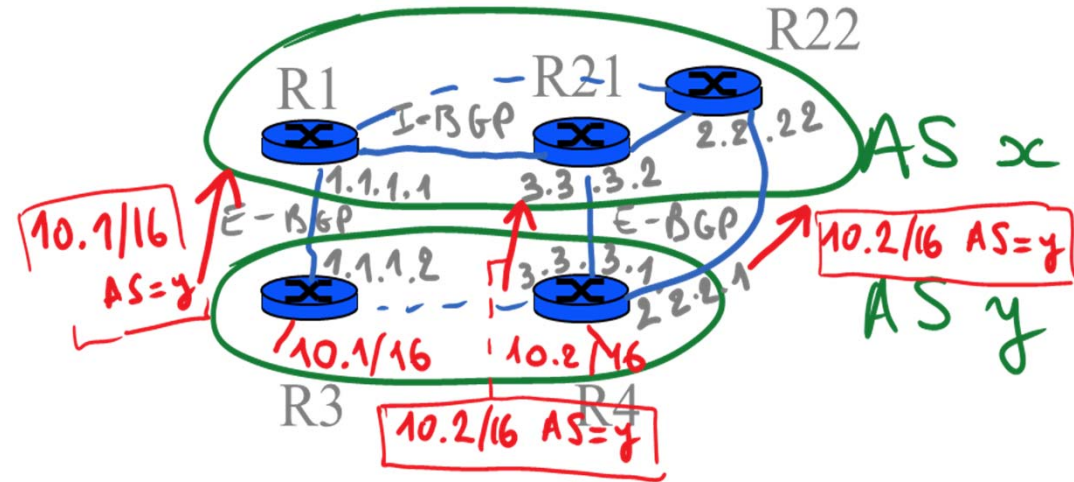 R22
R21
R1
I-BGP
2.2.22
AS x
1.1.1.1
3.3.3.2
10.1/16
AS=y
E-BGP
E-BGP
10.2/16 AS=y
1.1.1.2
3.3.3.1
2.2.2.1
AS y
10.1/16
10.2/16
R3
R4
10.2/16 AS=y